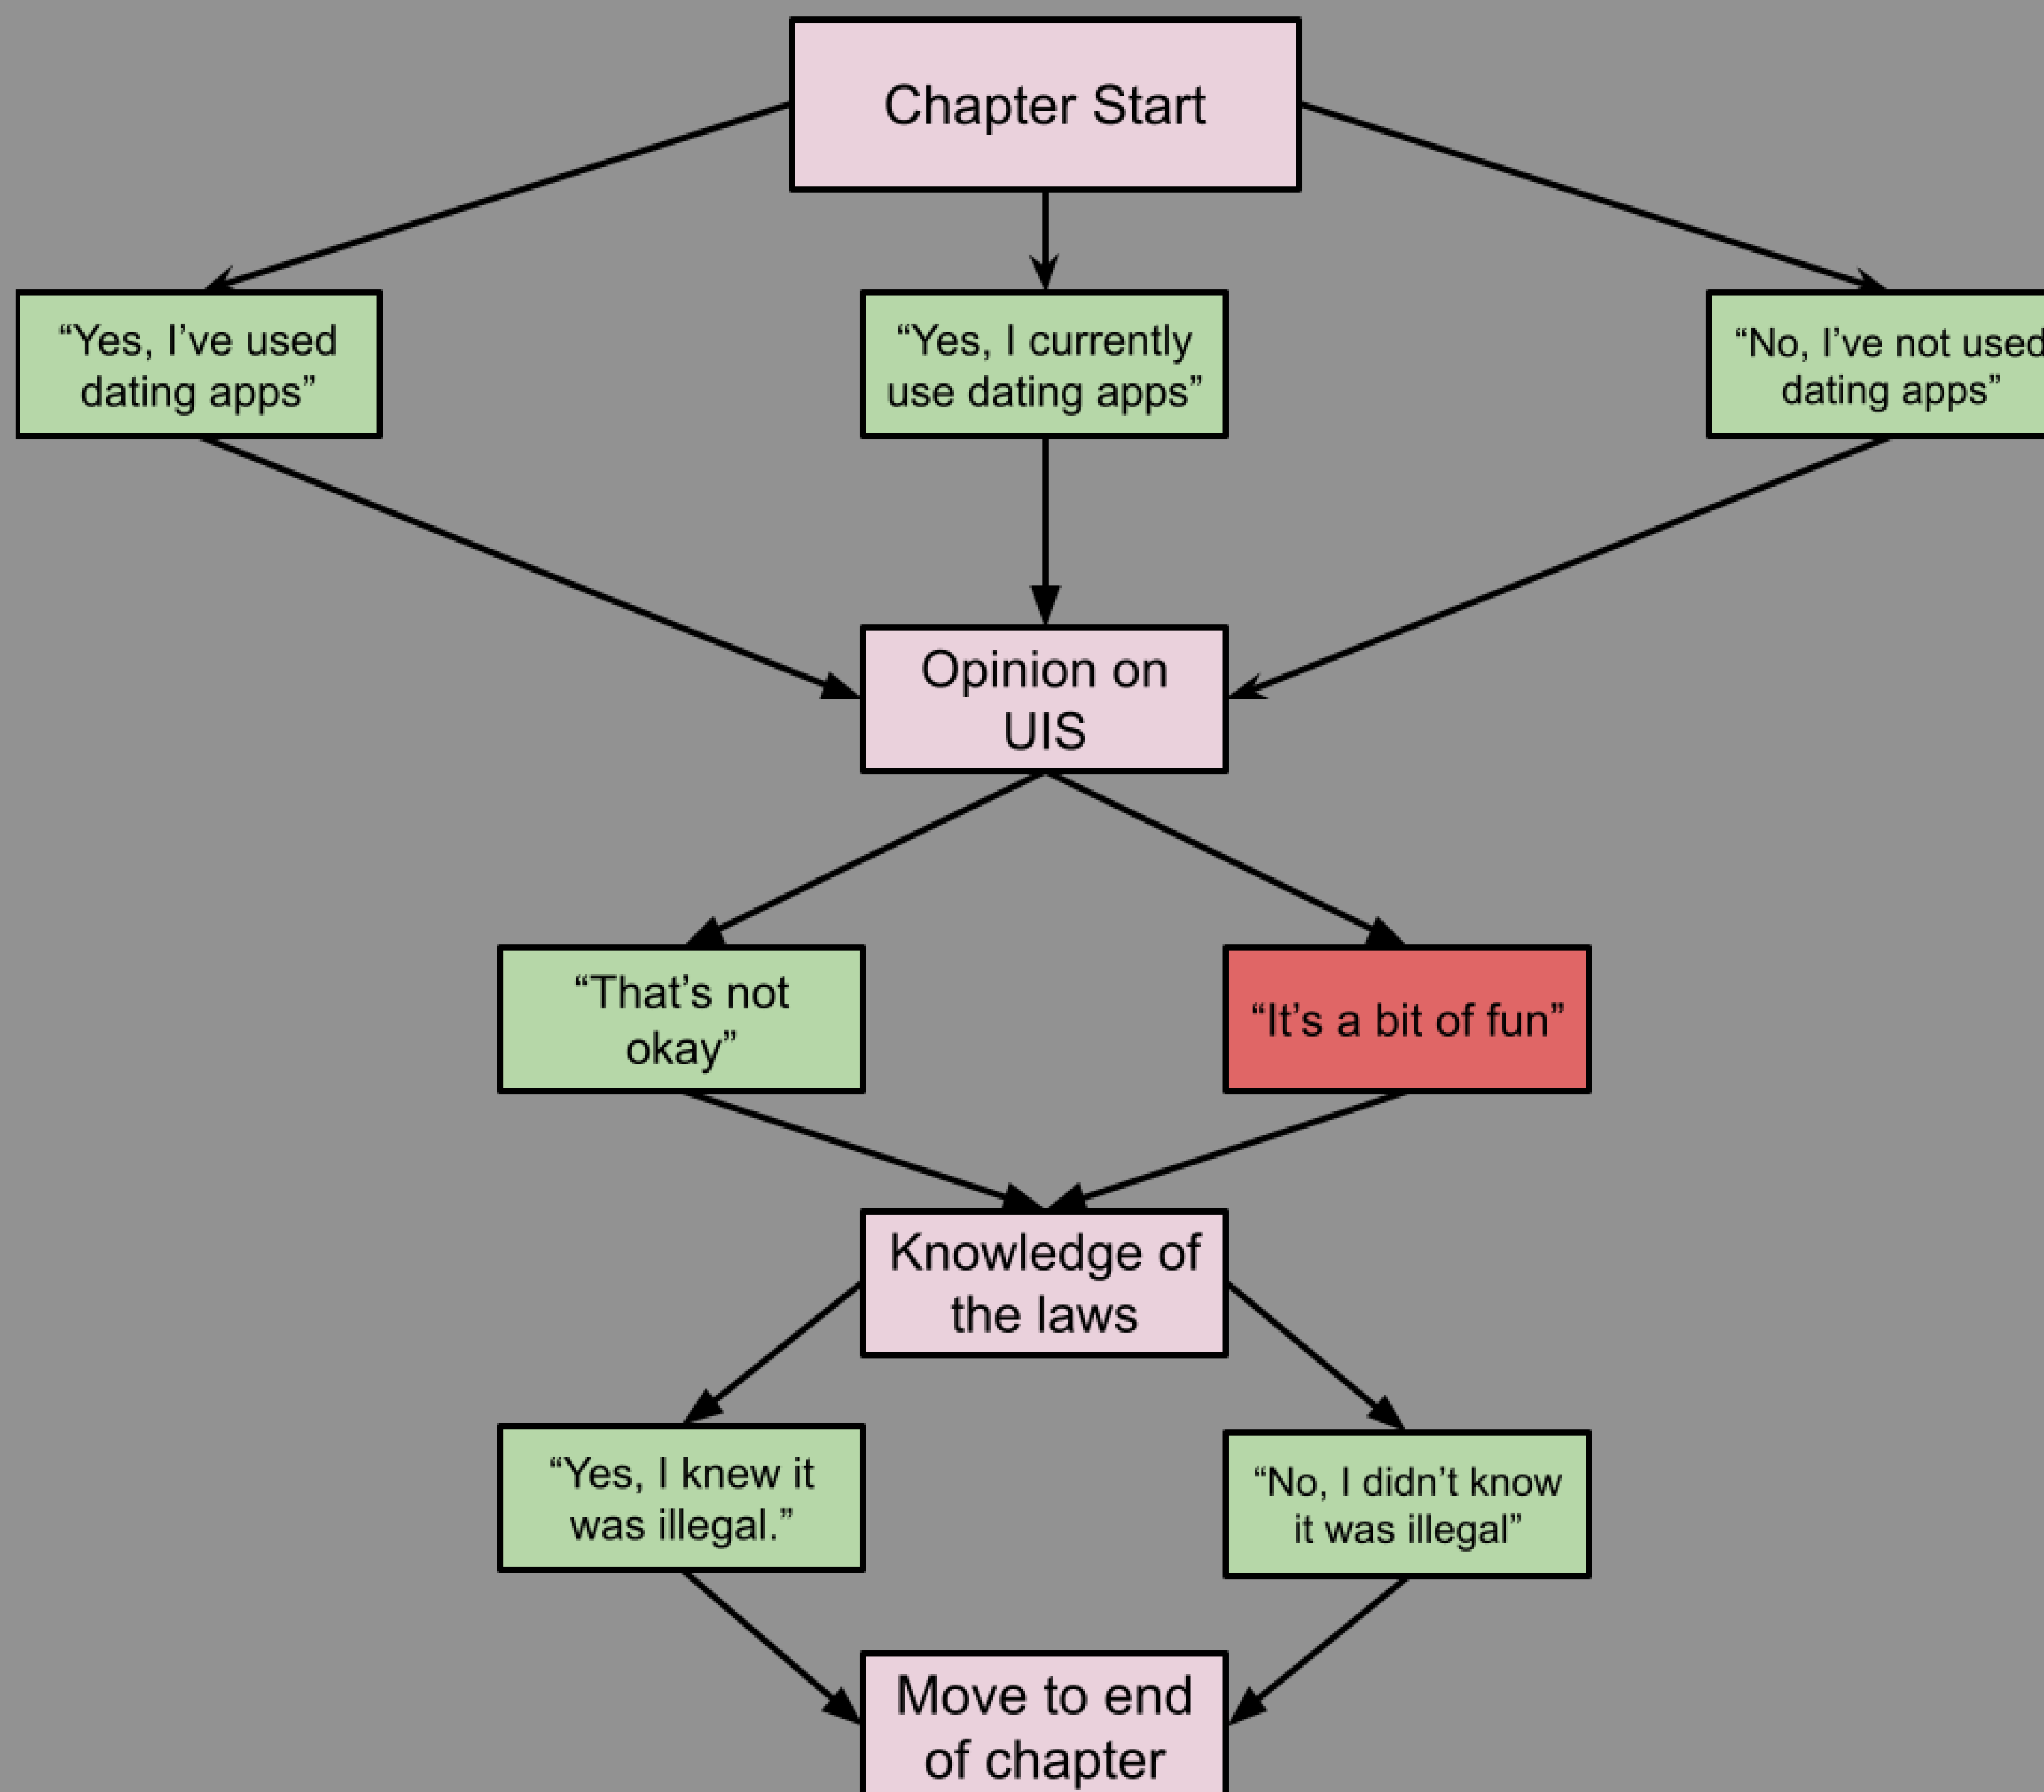 Chapter Start
“Yes, I’ve used
dating apps”
“Yes, I currently
use dating apps”
“No, I’ve not used
dating apps”
Opinion on
UIS
“That’s not
okay”
“It’s a bit of fun”
Knowledge of
the laws
“Yes, I knew it
was illegal.”
“No, I didn’t know
it was illegal”
Move to end
of chapter